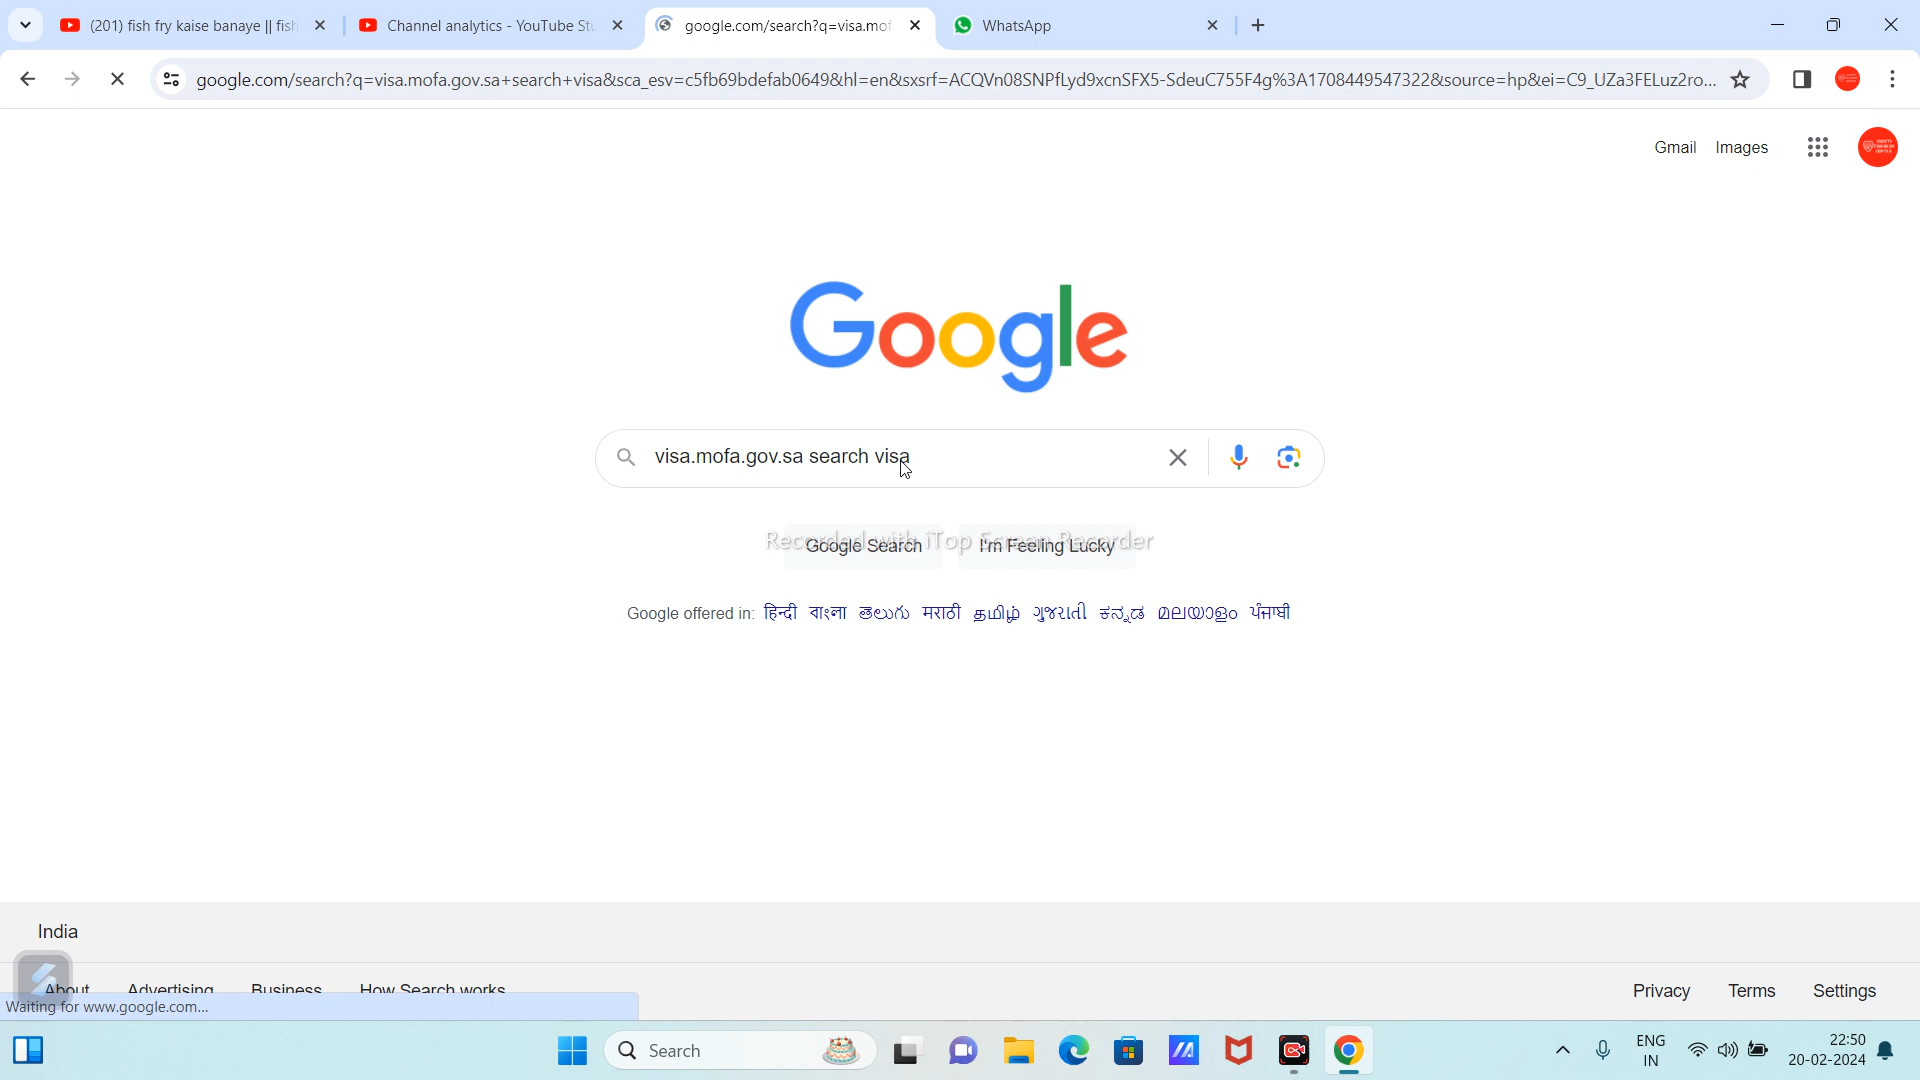 (201) fish fry kaise banaye || fish
Channel analytics - YouTube Stu
google.com/search?q=visa.mof
WhatsApp
google.com/search?q=visa.mofa.gov.sa+search+visa&sca_esv=c5fb69bdefab0649&hl=en&sxsrf=ACQVn08SNPfLyd9xcnSFX5-SdeuC755F4g%3A1708449547322&source=hp&ei=C9_UZa3FELuz2ro...
Gmail Images
Google
visa.mofa.gov.sa search visa
Google Search I'm Feeling Lucky
Recorded with iTop Screen Recorder
Google offered in: हिन्दी বাংলা తెలుగు मराठी தமிழ் ગુજરાતી ಕನ್ನಡ മലയാളം ਪੰਜਾਬੀ
India
About Advertising Business How Search works
Privacy Terms Settings
Waiting for www.google.com...
Search
ENG
IN
22:50
20-02-2024